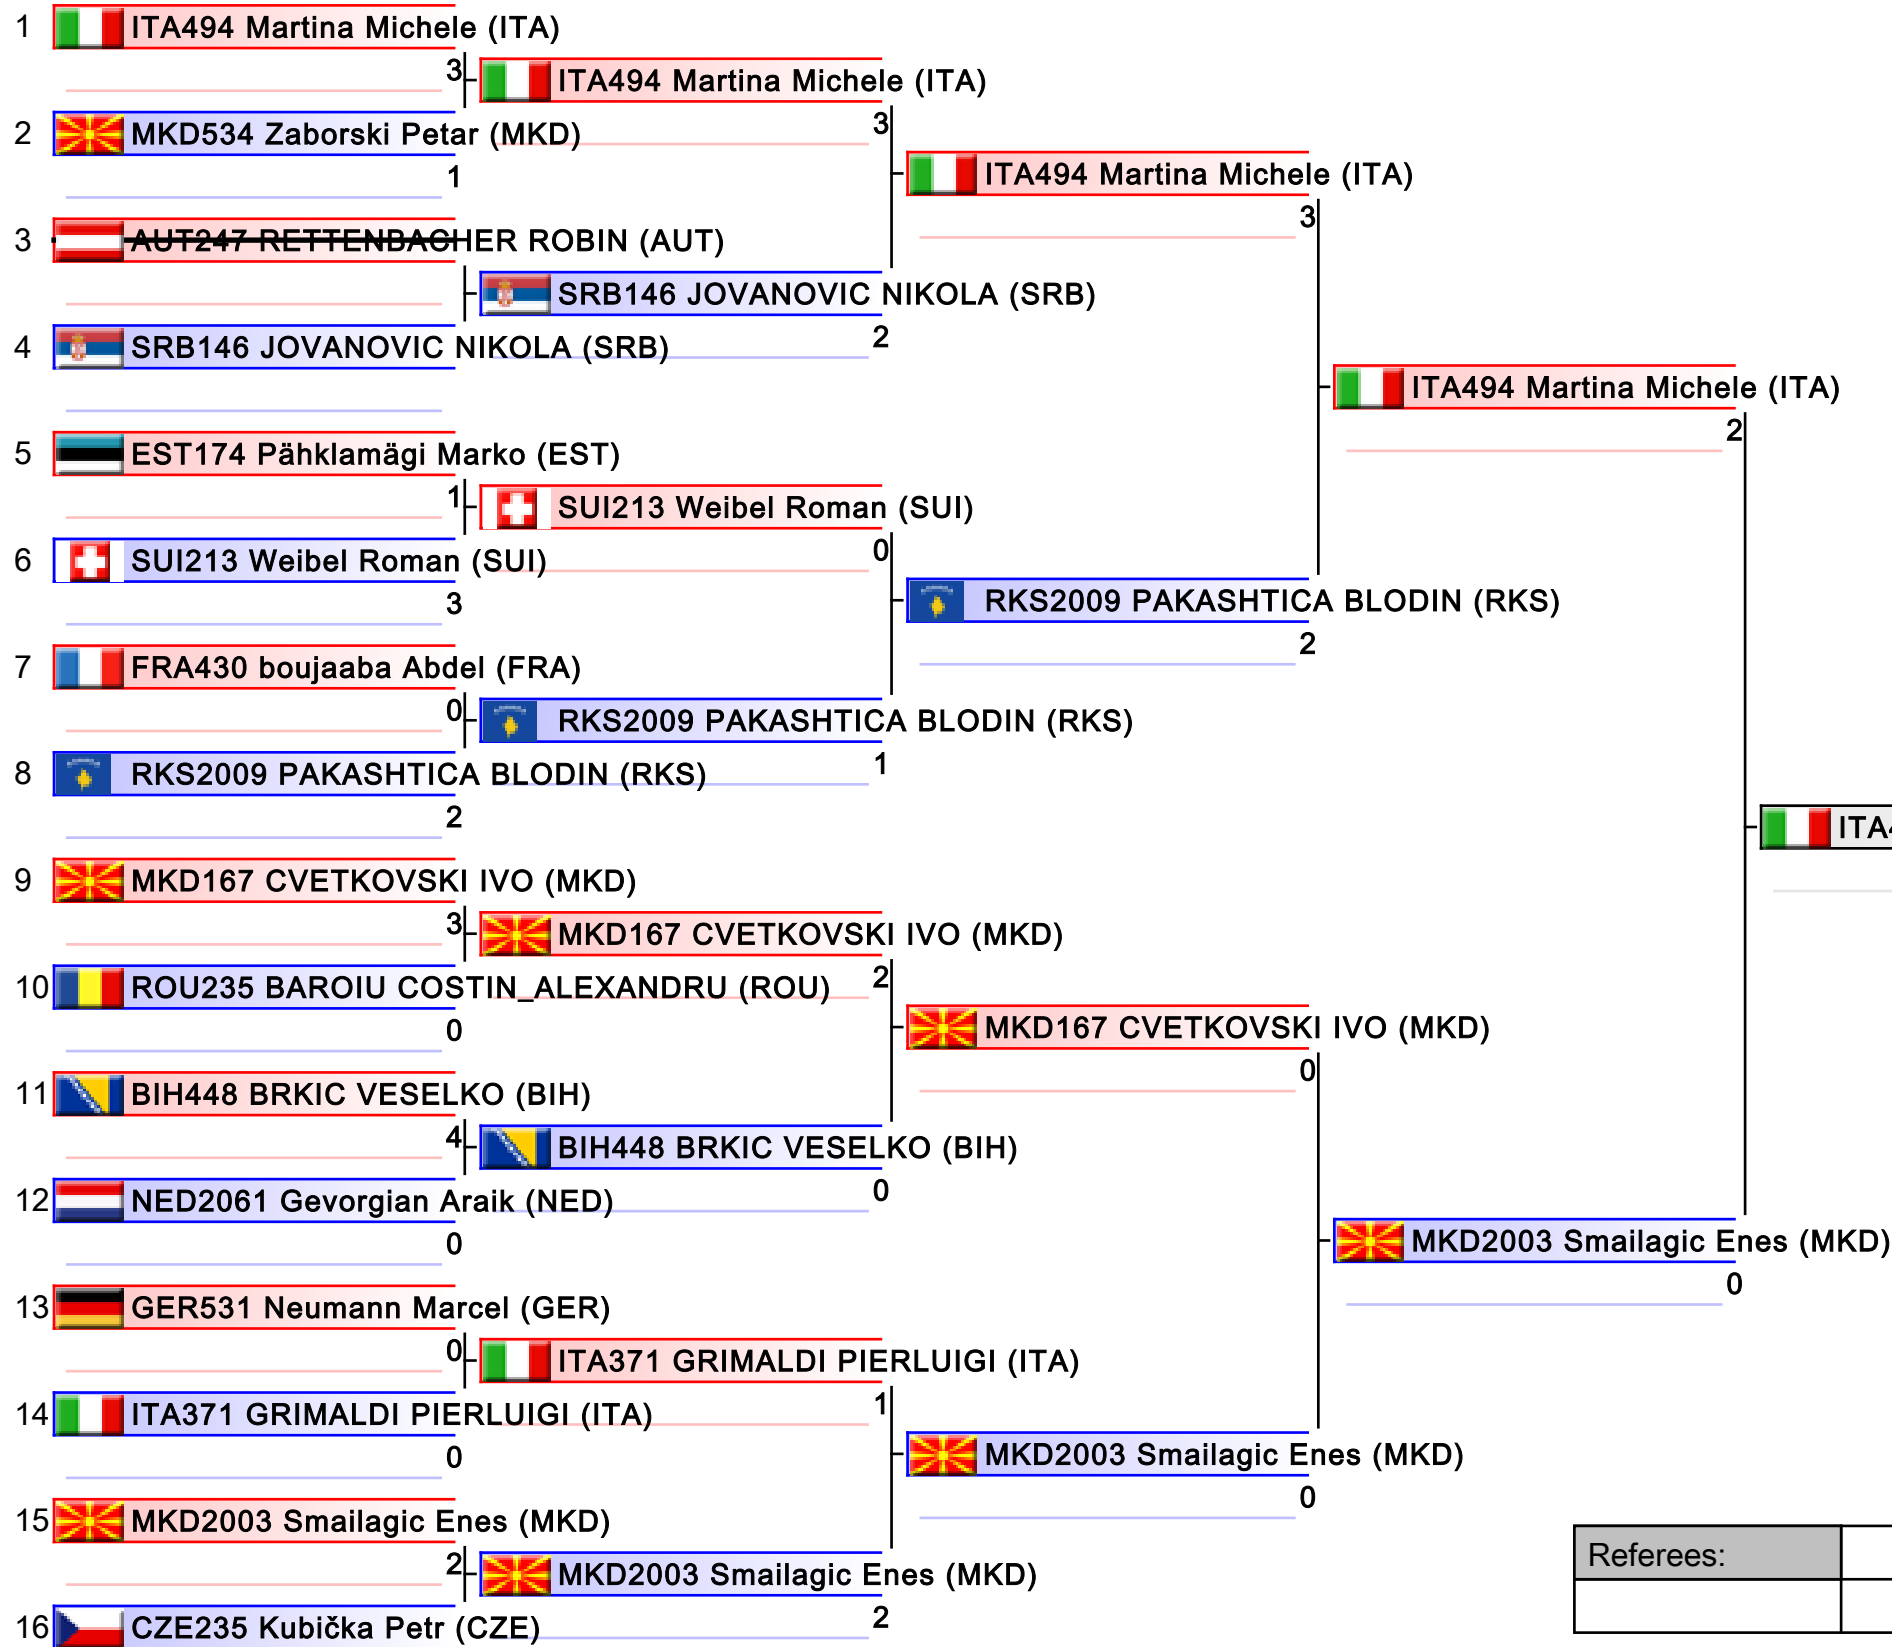 1 ITA494 Martina Michele (ITA)
3 ITA494 Martina Michele (ITA)
2 MKD534 Zaborski Petar (MKD)
3
1
ITA494 Martina Michele (ITA)
3
3 AUT247 RETTENBACHER ROBIN (AUT)
SRB146 JOVANOVIC NIKOLA (SRB)
4 SRB146 JOVANOVIC NIKOLA (SRB)
2
ITA494 Martina Michele (ITA)
2
5 EST174 Pähklamägi Marko (EST)
1 SUI213 Weibel Roman (SUI)
6 SUI213 Weibel Roman (SUI)
0
3
RKS2009 PAKASHTICA BLODIN (RKS)
2
7 FRA430 boujaaba Abdel (FRA)
0 RKS2009 PAKASHTICA BLODIN (RKS)
8 RKS2009 PAKASHTICA BLODIN (RKS)
1
2
9 MKD167 CVETKOVSKI IVO (MKD)
3 MKD167 CVETKOVSKI IVO (MKD)
10 ROU235 BAROIU COSTIN_ALEXANDRU (ROU)
2
0
MKD167 CVETKOVSKI IVO (MKD)
0
11 BIH448 BRKIC VESELKO (BIH)
4 BIH448 BRKIC VESELKO (BIH)
12 NED2061 Gevorgian Araik (NED)
0
0
MKD2003 Smailagic Enes (MKD)
0
13 GER531 Neumann Marcel (GER)
0 ITA371 GRIMALDI PIERLUIGI (ITA)
14 ITA371 GRIMALDI PIERLUIGI (ITA)
1
0
MKD2003 Smailagic Enes (MKD)
0
15 MKD2003 Smailagic Enes (MKD)
2 MKD2003 Smailagic Enes (MKD)
16 CZE235 Kubička Petr (CZE)
2
Referees: